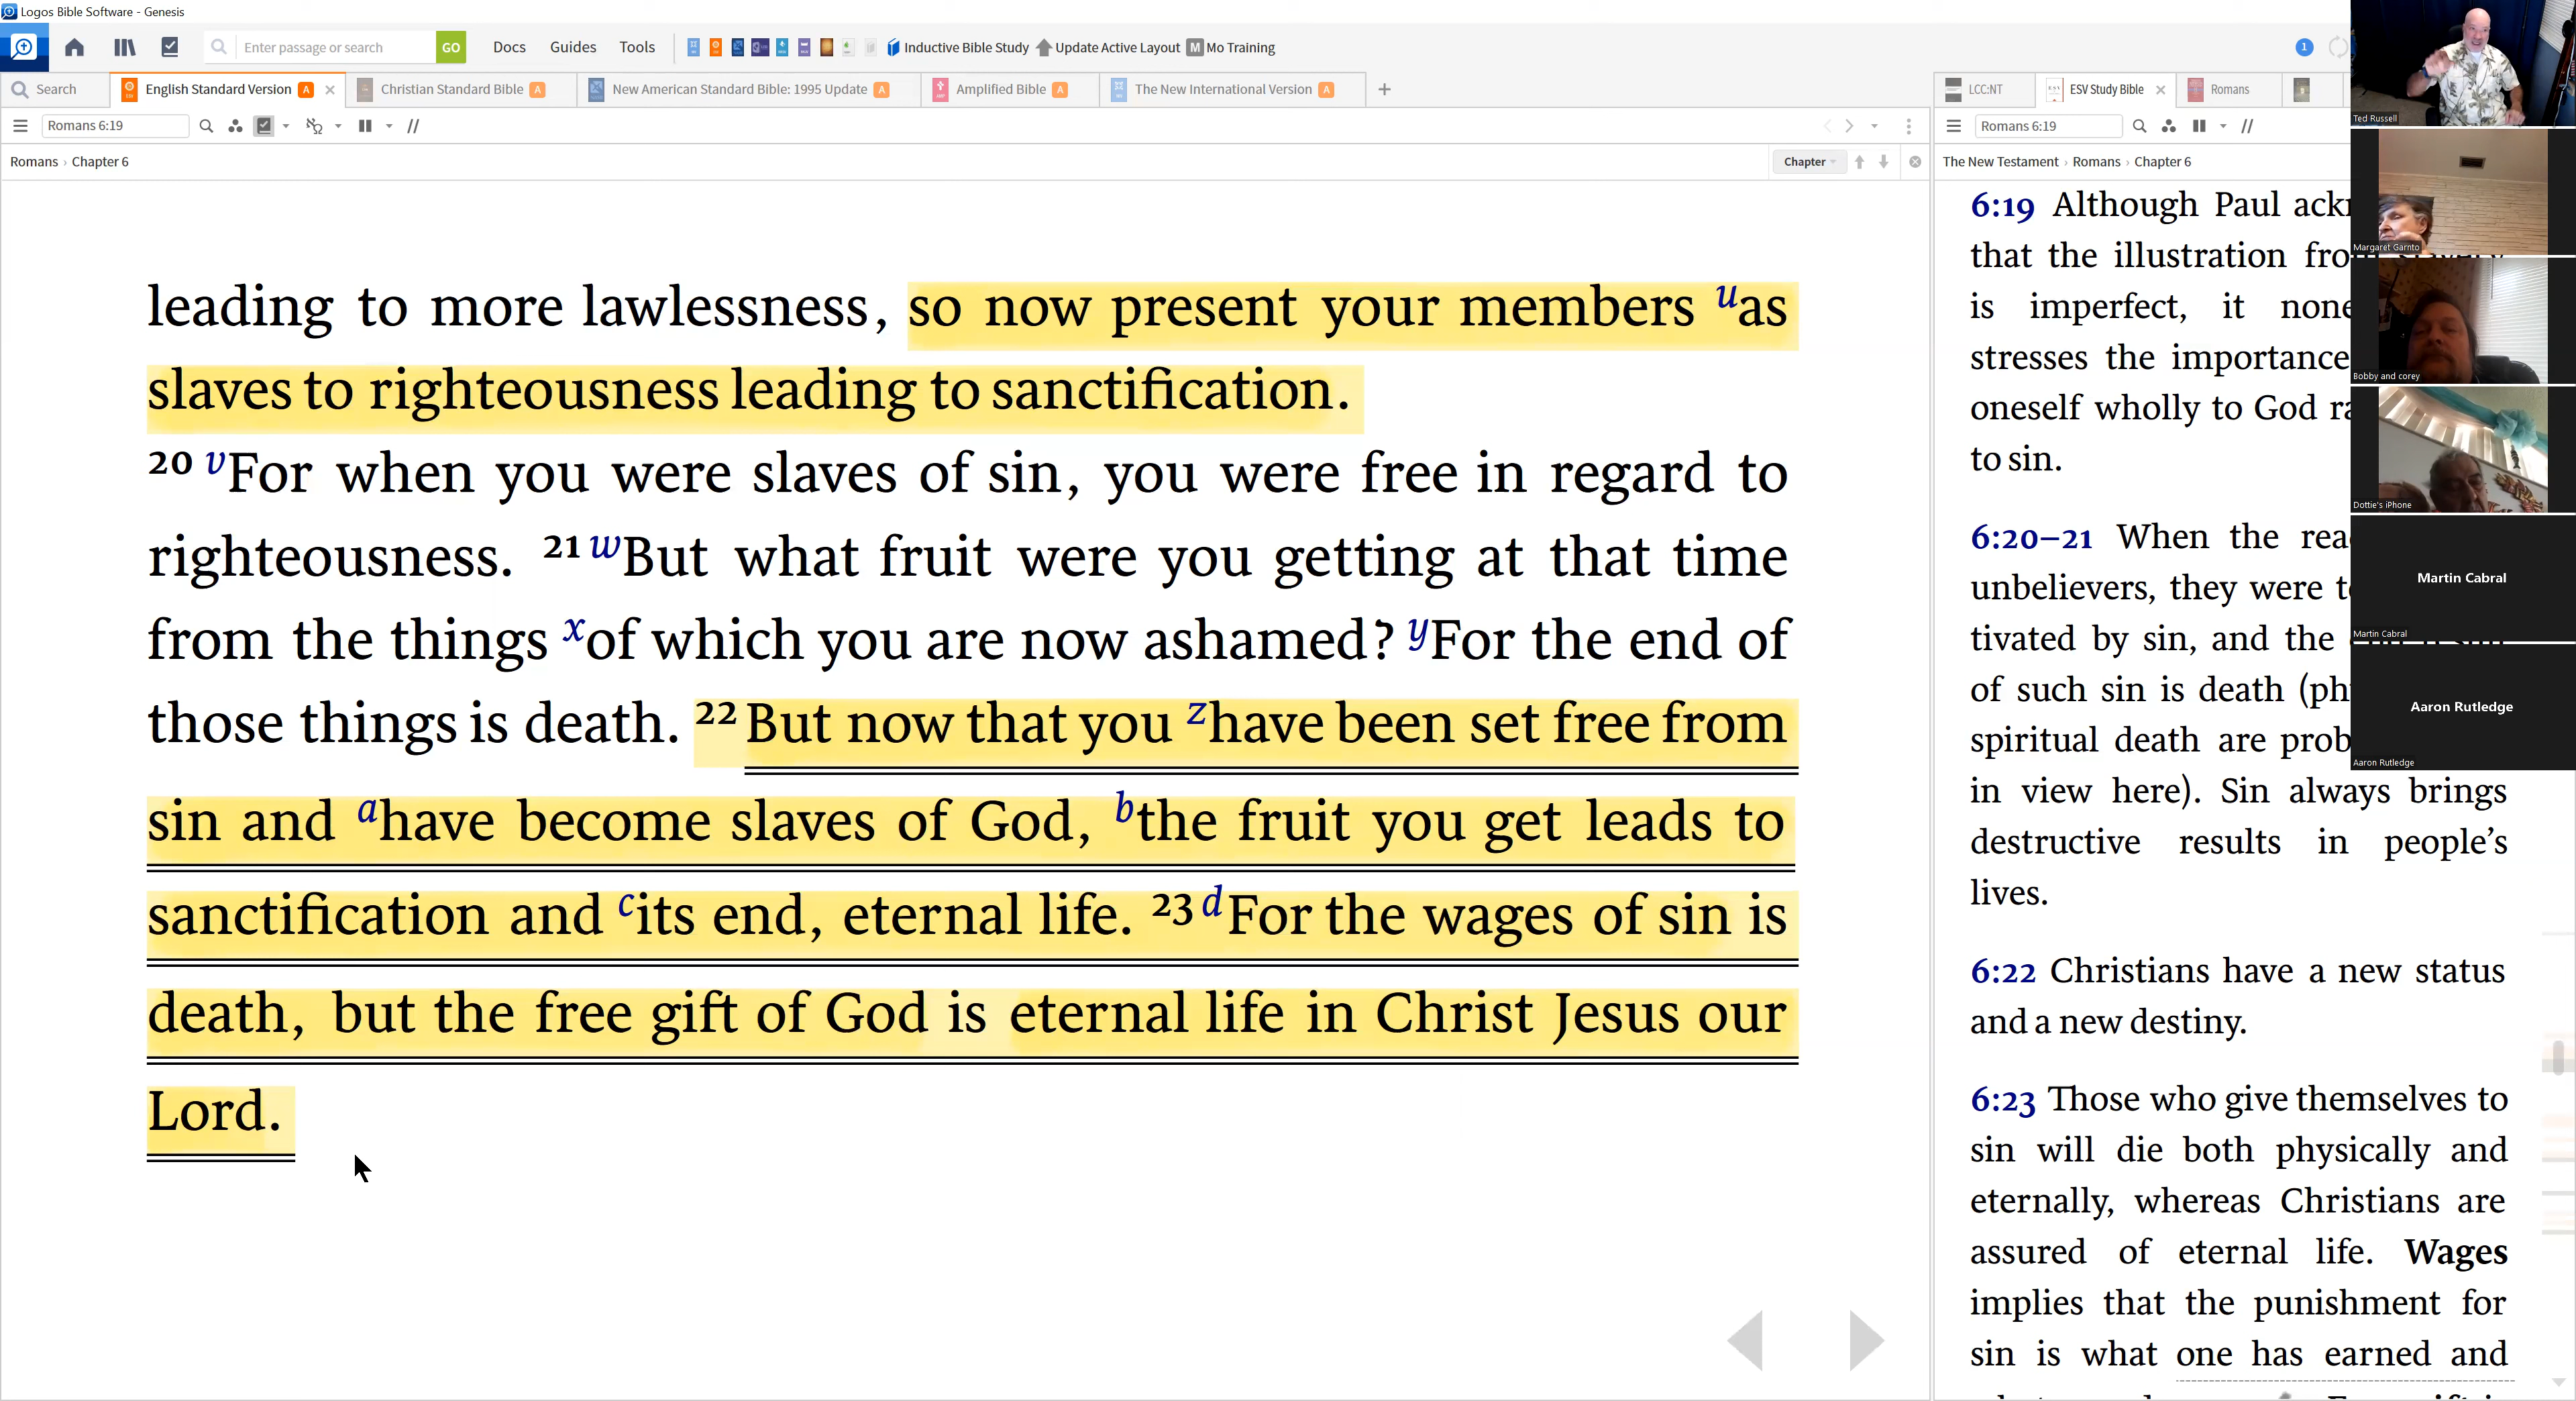 Logos Bible Software - Genesis
Enter passage or search
GO
Docs
Guides
Tools
Inductive Bible Study
Update Active Layout
M Mo Training
1
Search
English Standard Version A
Christian Standard Bible A
New American Standard Bible: 1995 Update A
Amplified Bible A
The New International Version A
LCC:NT
ESV Study Bible
Romans
Romans 6:19
Romans › Chapter 6
Chapter
leading to more lawlessness, so now present your members uas
slaves to righteousness leading to sanctification.
20 vFor when you were slaves of sin, you were free in regard to
righteousness. 21 wBut what fruit were you getting at that time
from the things xof which you are now ashamed? yFor the end of
those things is death. 22 But now that you zhave been set free from
sin and ahave become slaves of God, bthe fruit you get leads to
sanctification and cits end, eternal life. 23 dFor the wages of sin is
death, but the free gift of God is eternal life in Christ Jesus our
Lord.
Romans 6:19
The New Testament › Romans › Chapter 6
6:19 Although Paul
that the illustration
is imperfect, it
stresses the importance
oneself wholly to God
to sin.
6:20–21 When the
unbelievers, they were
tivated by sin, and the
of such sin is death
spiritual death are
in view here). Sin always brings
destructive results in people’s
lives.
6:22 Christians have a new status
and a new destiny.
6:23 Those who give themselves to
sin will die both physically and
eternally, whereas Christians are
assured of eternal life. Wages
implies that the punishment for
sin is what one has earned and
Ted Russell
Margaret Garnto
Bobby and corey
Dottie's iPhone
Martin Cabral
Martin Cabral
Aaron Rutledge
Aaron Rutledge